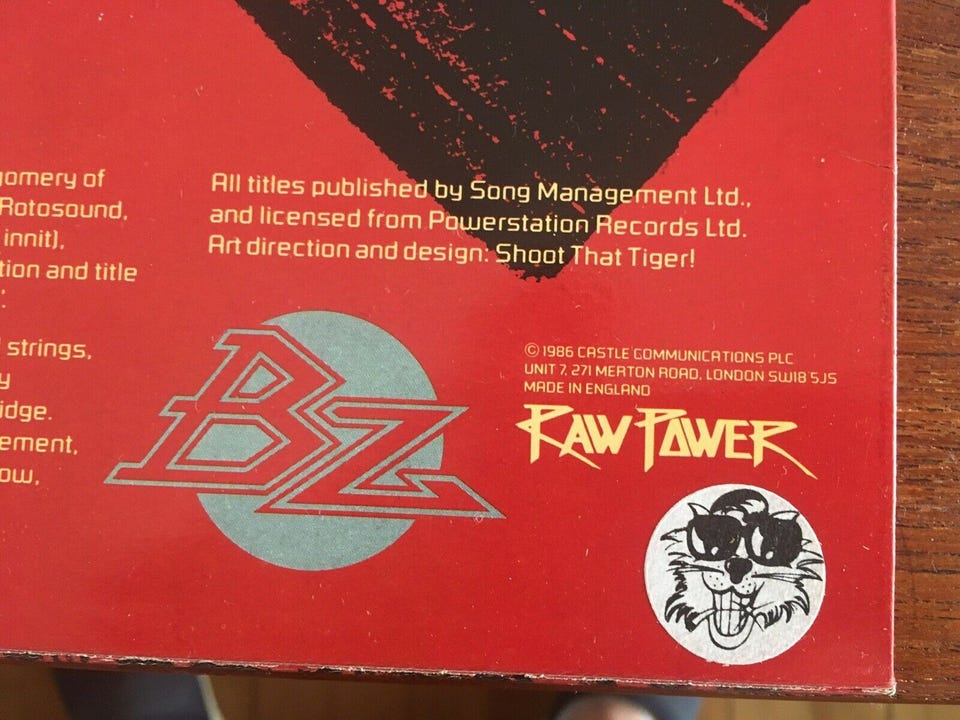 gomery of
Rotosound,
innit),
tion and title
strings,
y
idge.
ement,
ow,
All titles published by Song Management Ltd.,
and licensed from Powerstation Records Ltd.
Art direction and design: Shoot That Tiger!
BZ
© 1986 CASTLE COMMUNICATIONS PLC
UNIT 7, 271 MERTON ROAD, LONDON SW18 5JS
MADE IN ENGLAND
RAW POWER